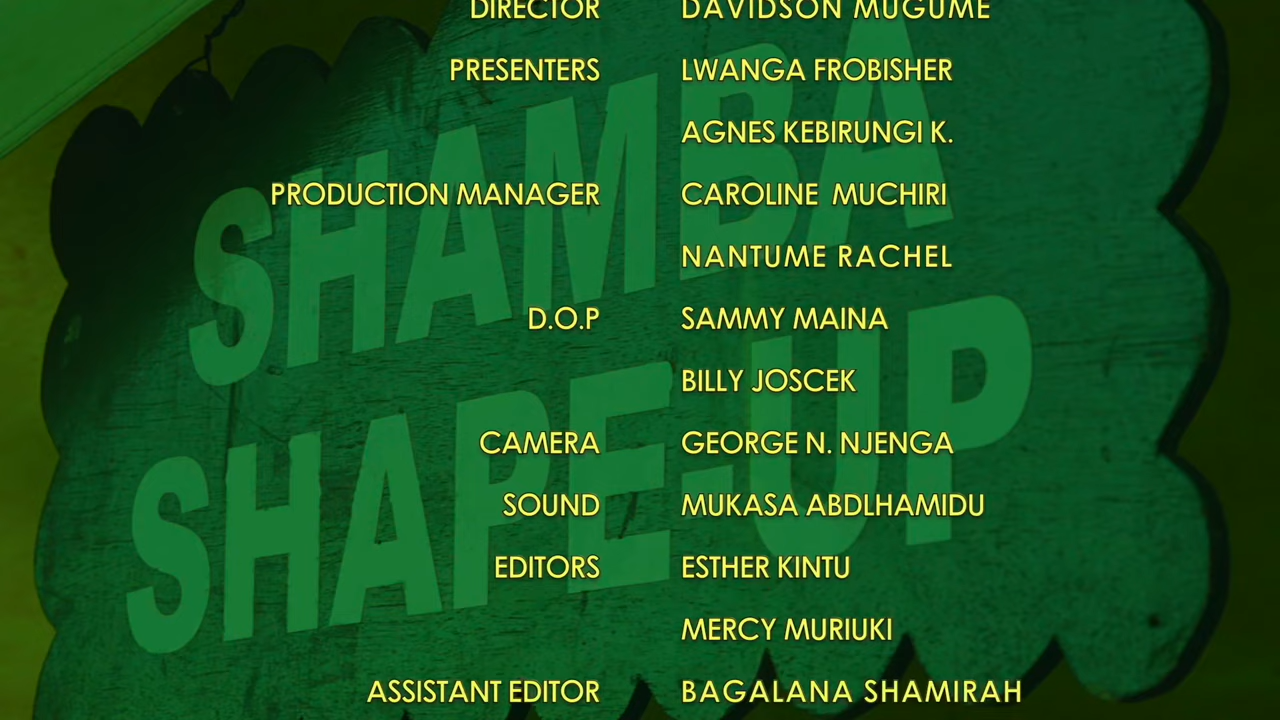 DIRECTOR DAVIDSON MUGUME
PRESENTERS LWANGA FROBISHER
AGNES KEBIRUNGI K.
PRODUCTION MANAGER CAROLINE MUCHIRI
NANTUME RACHEL
D.O.P SAMMY MAINA
BILLY JOSCEK
CAMERA GEORGE N. NJENGA
SOUND MUKASA ABDLHAMIDU
EDITORS ESTHER KINTU
MERCY MURIUKI
ASSISTANT EDITOR BAGALANA SHAMIRAH
SHAMBA
SHAPE-UP